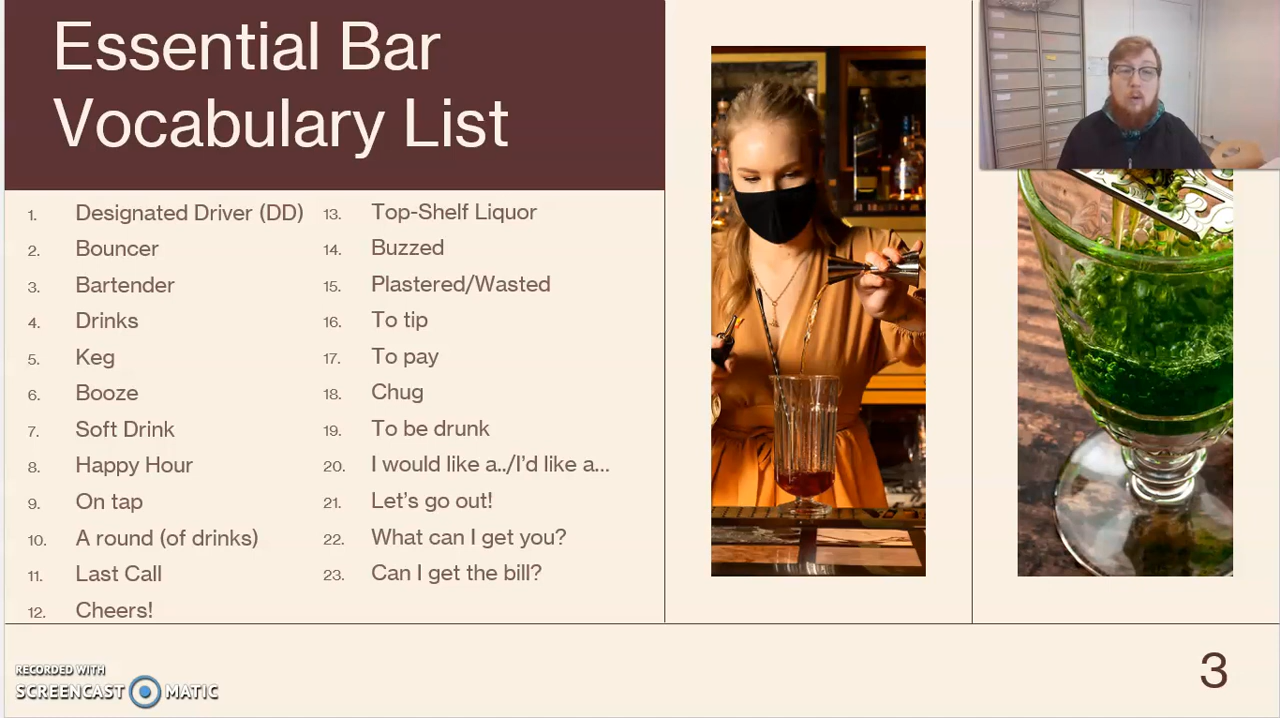 Essential Bar
Vocabulary List
1. Designated Driver (DD)
2. Bouncer
3. Bartender
4. Drinks
5. Keg
6. Booze
7. Soft Drink
8. Happy Hour
9. On tap
10. A round (of drinks)
11. Last Call
12. Cheers!
13. Top-Shelf Liquor
14. Buzzed
15. Plastered/Wasted
16. To tip
17. To pay
18. Chug
19. To be drunk
20. I would like a../I'd like a...
21. Let's go out!
22. What can I get you?
23. Can I get the bill?
RECORDED WITH
SCREENCAST MATIC
3